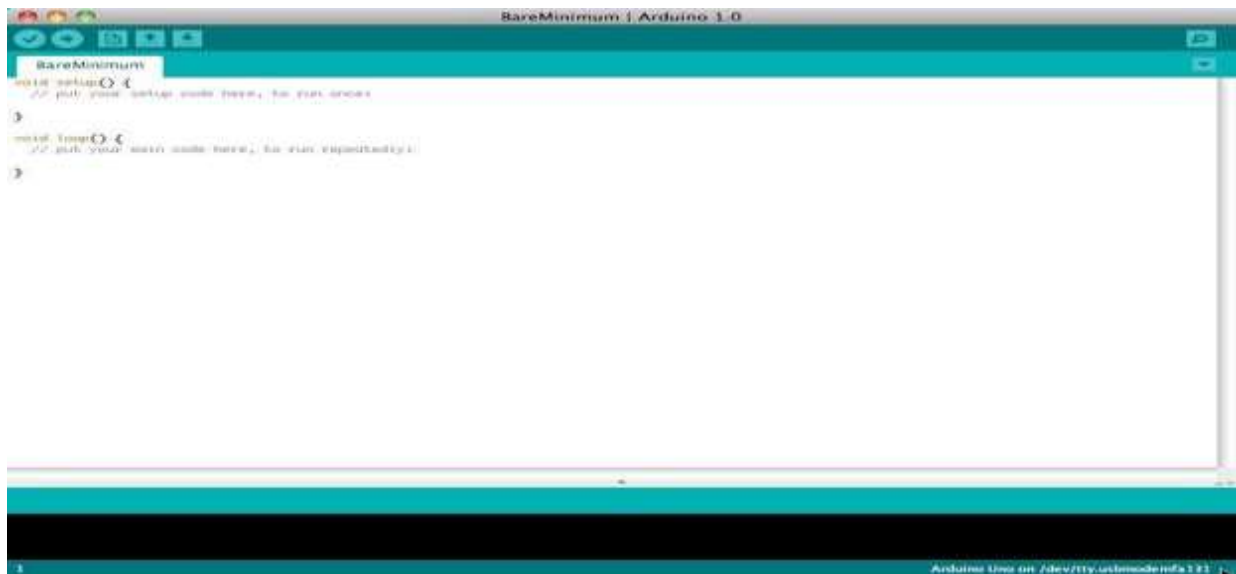 BareMinimum | Arduino 1.0
BareMinimum
void setup() {
  // put your setup code here, to run once:
}
void loop() {
  // put your main code here, to run repeatedly:
}
1
Arduino Uno on /dev/tty.usbmodemfa131